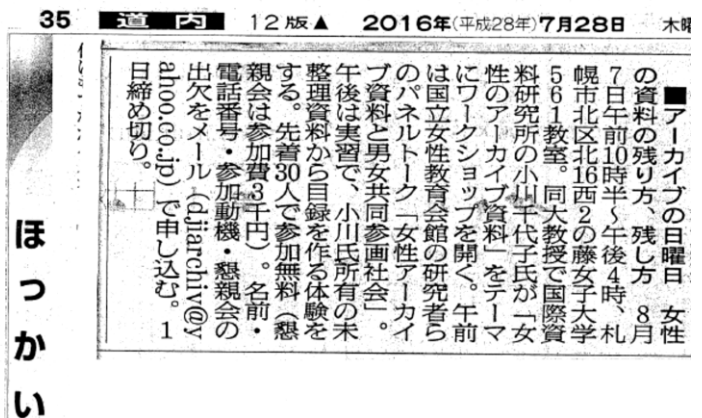 35 道内 12版▲ 2016年(平成28年)7月28日 木曜
■アーカイブの日曜日 女性
の資料の残り方、残し方 8月
7日午前10時半～午後4時、札
幌市北区北16西2の藤女子大学
561教室。同大教授で国際資
料研究所の小川千代子氏が「女
性のアーカイブ資料」をテーマ
にワークショップを開く。午前
は国立女性教育会館の研究者ら
のパネルトーク「女性アーカイ
ブ資料と男女共同参画社会」。
午後は実習で、小川氏所有の未
整理資料から目録を作る体験を
する。先着30人で参加無料（懇
親会は参加費3千円）。名前・
電話番号・参加動機・懇親会の
出欠をメール（d.jiarchiv@y
ahoo.co.jp）で申し込む。1
日締め切り。
ほっかい